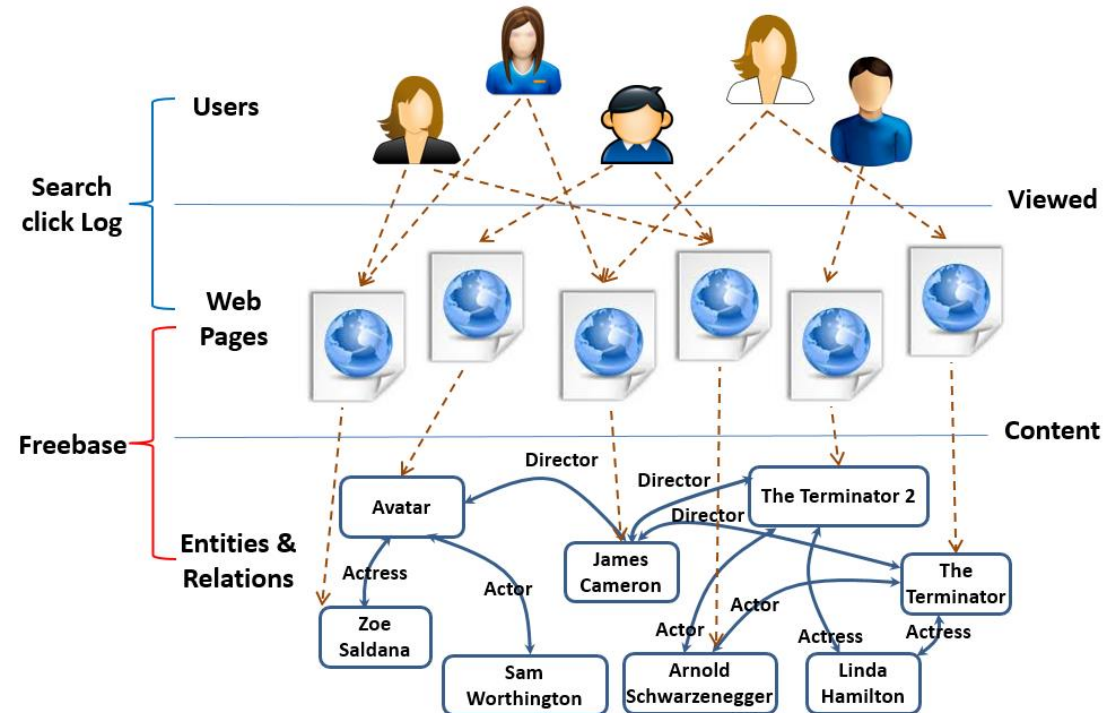 Users
Search
click Log
Viewed
Web
Pages
Freebase
Content
Director
Director
Avatar
The Terminator 2
Director
Entities &
Relations
James
Cameron
The
Terminator
Actress
Actor
Actor
Zoe
Saldana
Actor
Actress
Actress
Sam
Worthington
Arnold
Schwarzenegger
Linda
Hamilton